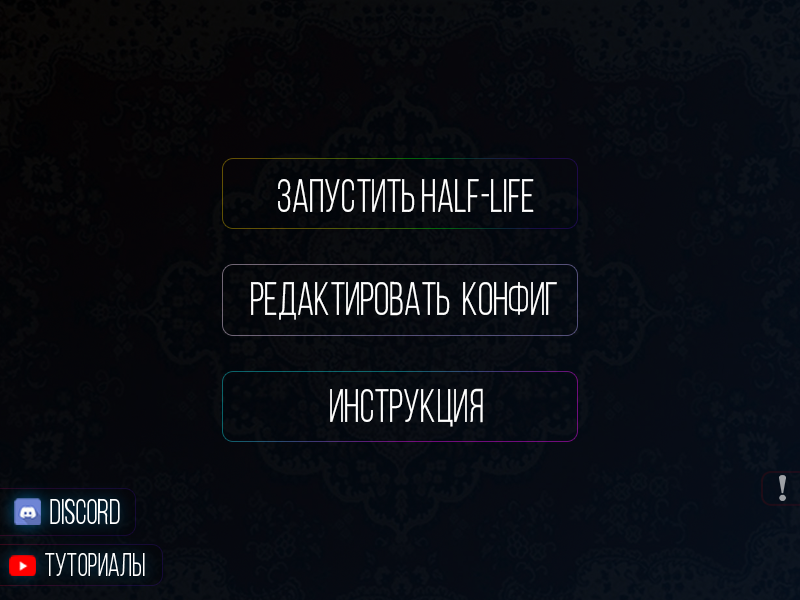 ЗАПУСТИТЬ HALF-LIFE
РЕДАКТИРОВАТЬ КОНФИГ
ИНСТРУКЦИЯ
!
DISCORD
ТУТОРИАЛЫ